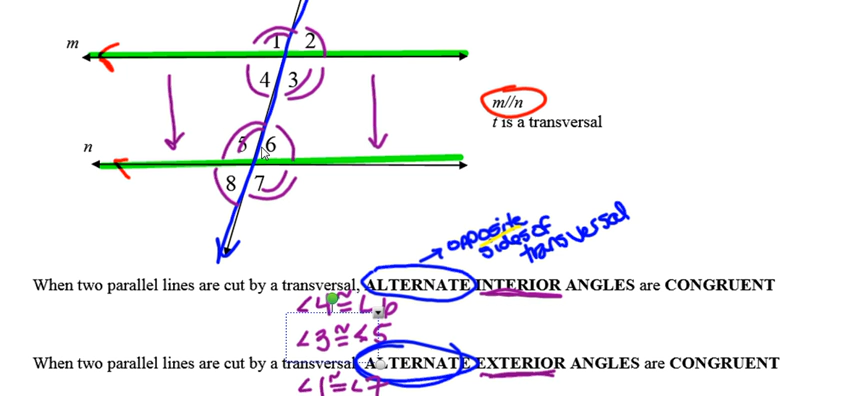 m
1 2
4 3
m//n
t is a transversal
n
5 6
8 7
opposite
sides of
transversal
When two parallel lines are cut by a transversal, ALTERNATE INTERIOR ANGLES are CONGRUENT
∠4≅∠6
∠3≅∠5
When two parallel lines are cut by a transversal ALTERNATE EXTERIOR ANGLES are CONGRUENT
∠1≅∠7